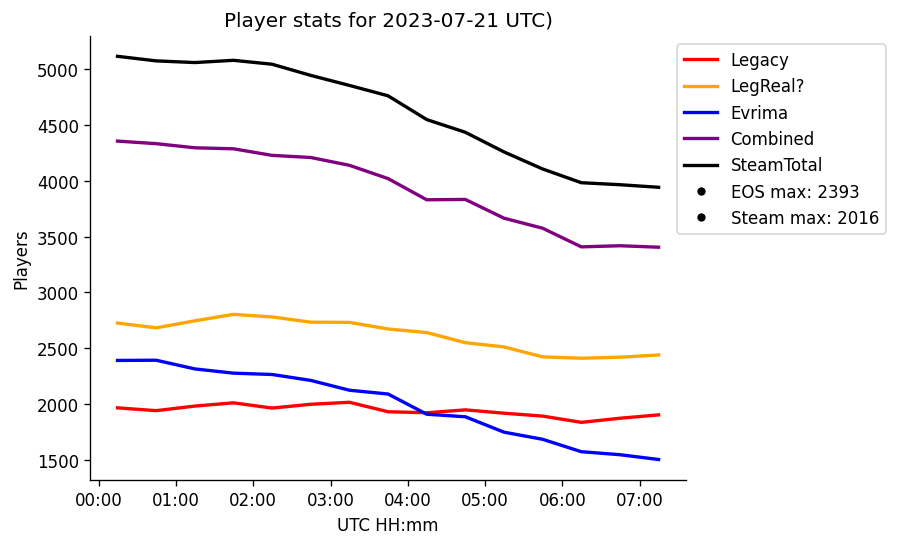 Player stats for 2023-07-21 UTC)
Legacy
LegReal?
Evrima
Combined
SteamTotal
EOS max: 2393
Steam max: 2016
Players
5000
4500
4000
3500
3000
2500
2000
1500
00:00 01:00 02:00 03:00 04:00 05:00 06:00 07:00
UTC HH:mm